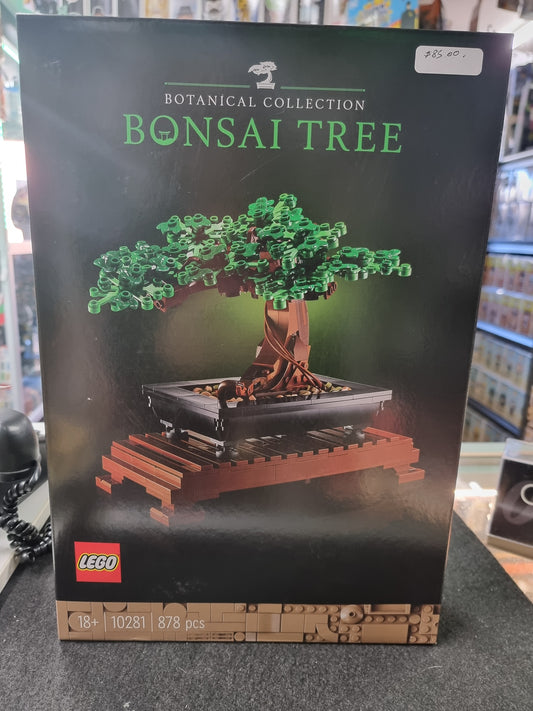 $85.00.
BOTANICAL COLLECTION
BONSAI TREE
LEGO
18+ 10281 878 pcs